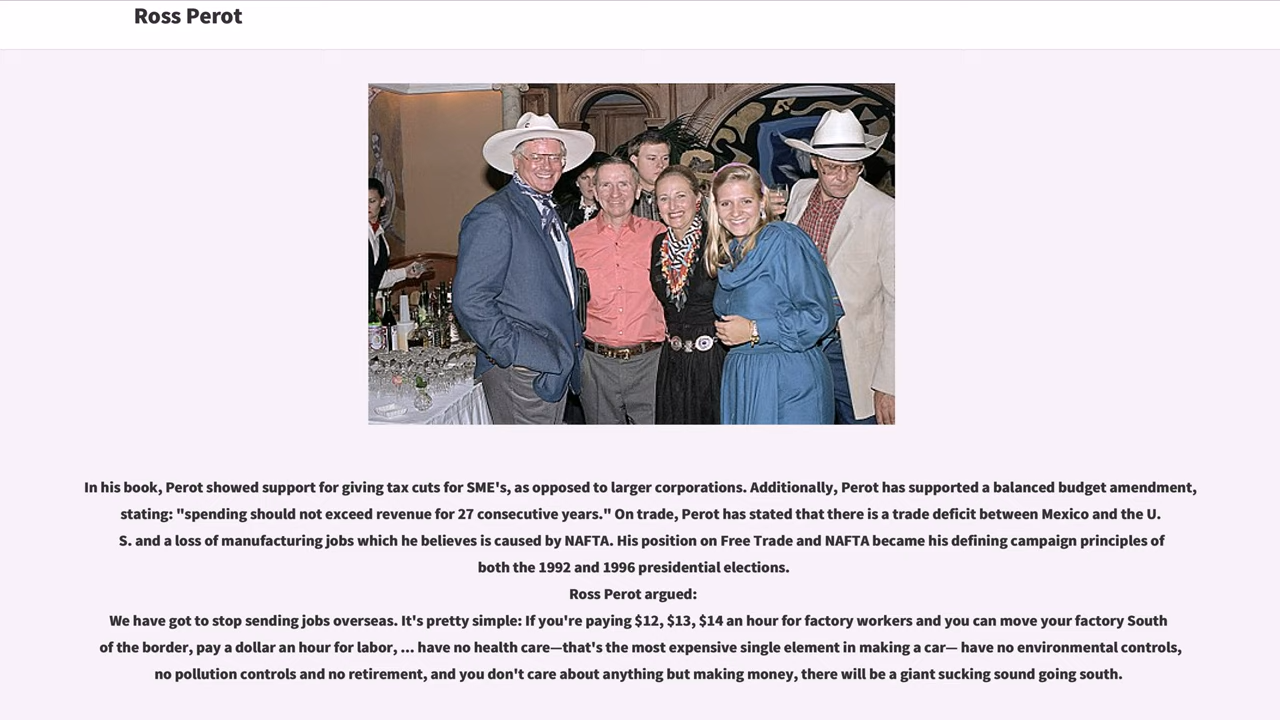 Ross Perot
In his book, Perot showed support for giving tax cuts for SME's, as opposed to larger corporations. Additionally, Perot has supported a balanced budget amendment,
stating: "spending should not exceed revenue for 27 consecutive years." On trade, Perot has stated that there is a trade deficit between Mexico and the U.
S. and a loss of manufacturing jobs which he believes is caused by NAFTA. His position on Free Trade and NAFTA became his defining campaign principles of
both the 1992 and 1996 presidential elections.
Ross Perot argued:
We have got to stop sending jobs overseas. It's pretty simple: If you're paying $12, $13, $14 an hour for factory workers and you can move your factory South
of the border, pay a dollar an hour for labor, ... have no health care—that's the most expensive single element in making a car— have no environmental controls,
no pollution controls and no retirement, and you don't care about anything but making money, there will be a giant sucking sound going south.